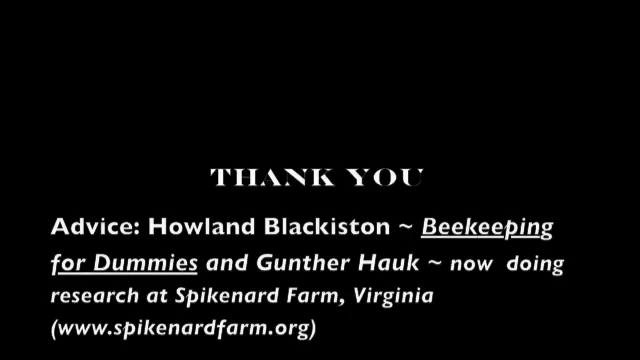 THANK YOU
Advice: Howland Blackiston ~ Beekeeping
for Dummies and Gunther Hauk ~ now doing
research at Spikenard Farm, Virginia
(www.spikenardfarm.org)